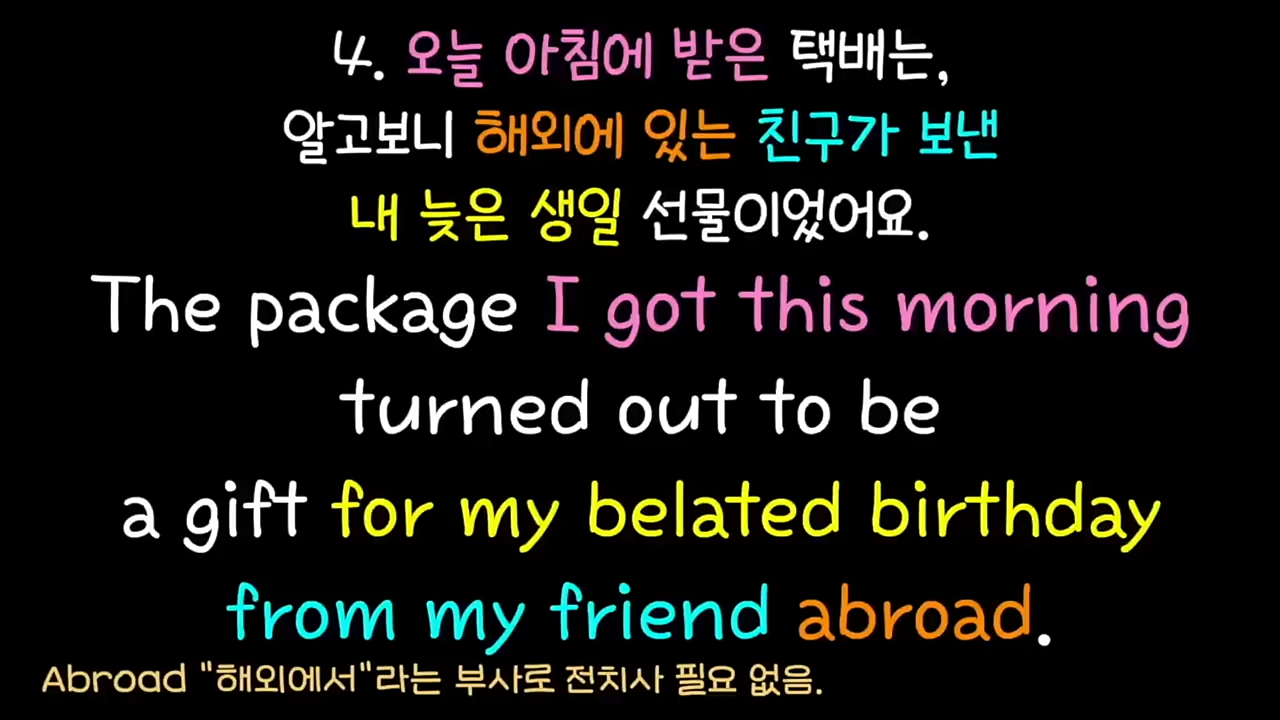 4. 오늘 아침에 받은 택배는,
알고보니 해외에 있는 친구가 보낸
내 늦은 생일 선물이었어요.
The package I got this morning
turned out to be
a gift for my belated birthday
from my friend abroad.
Abroad "해외에서"라는 부사로 전치사 필요 없음.